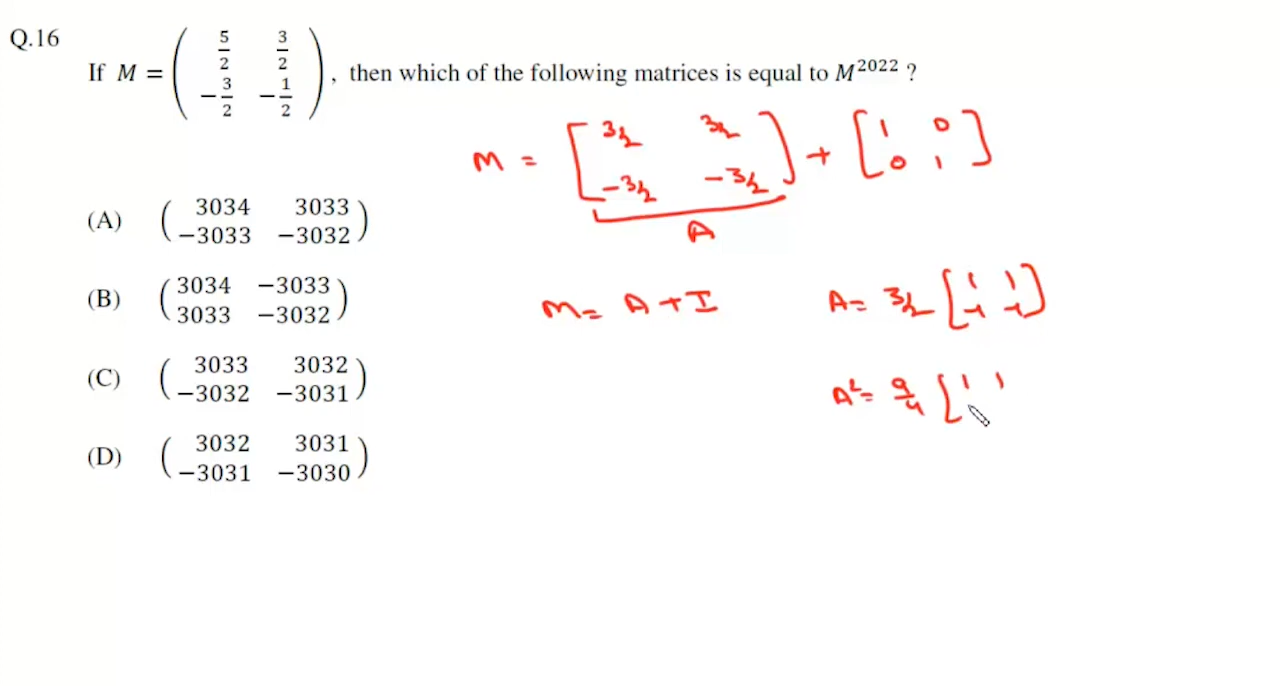 Q.16
If M = ( 5/2 3/2 -3/2 -1/2 ), then which of the following matrices is equal to M^2022 ?
M = [ 3/2 3/2 -3/2 -3/2 ] + [ 1 0 0 1 ]
A
(A) ( 3034 3033 −3033 −3032 )
(B) ( 3034 −3033 3033 −3032 )
M = A + I A = 3/2 [ 1 1 -1 -1 ]
(C) ( 3033 3032 −3032 −3031 )
A² = 9/4 [ 1 1
(D) ( 3032 3031 −3031 −3030 )